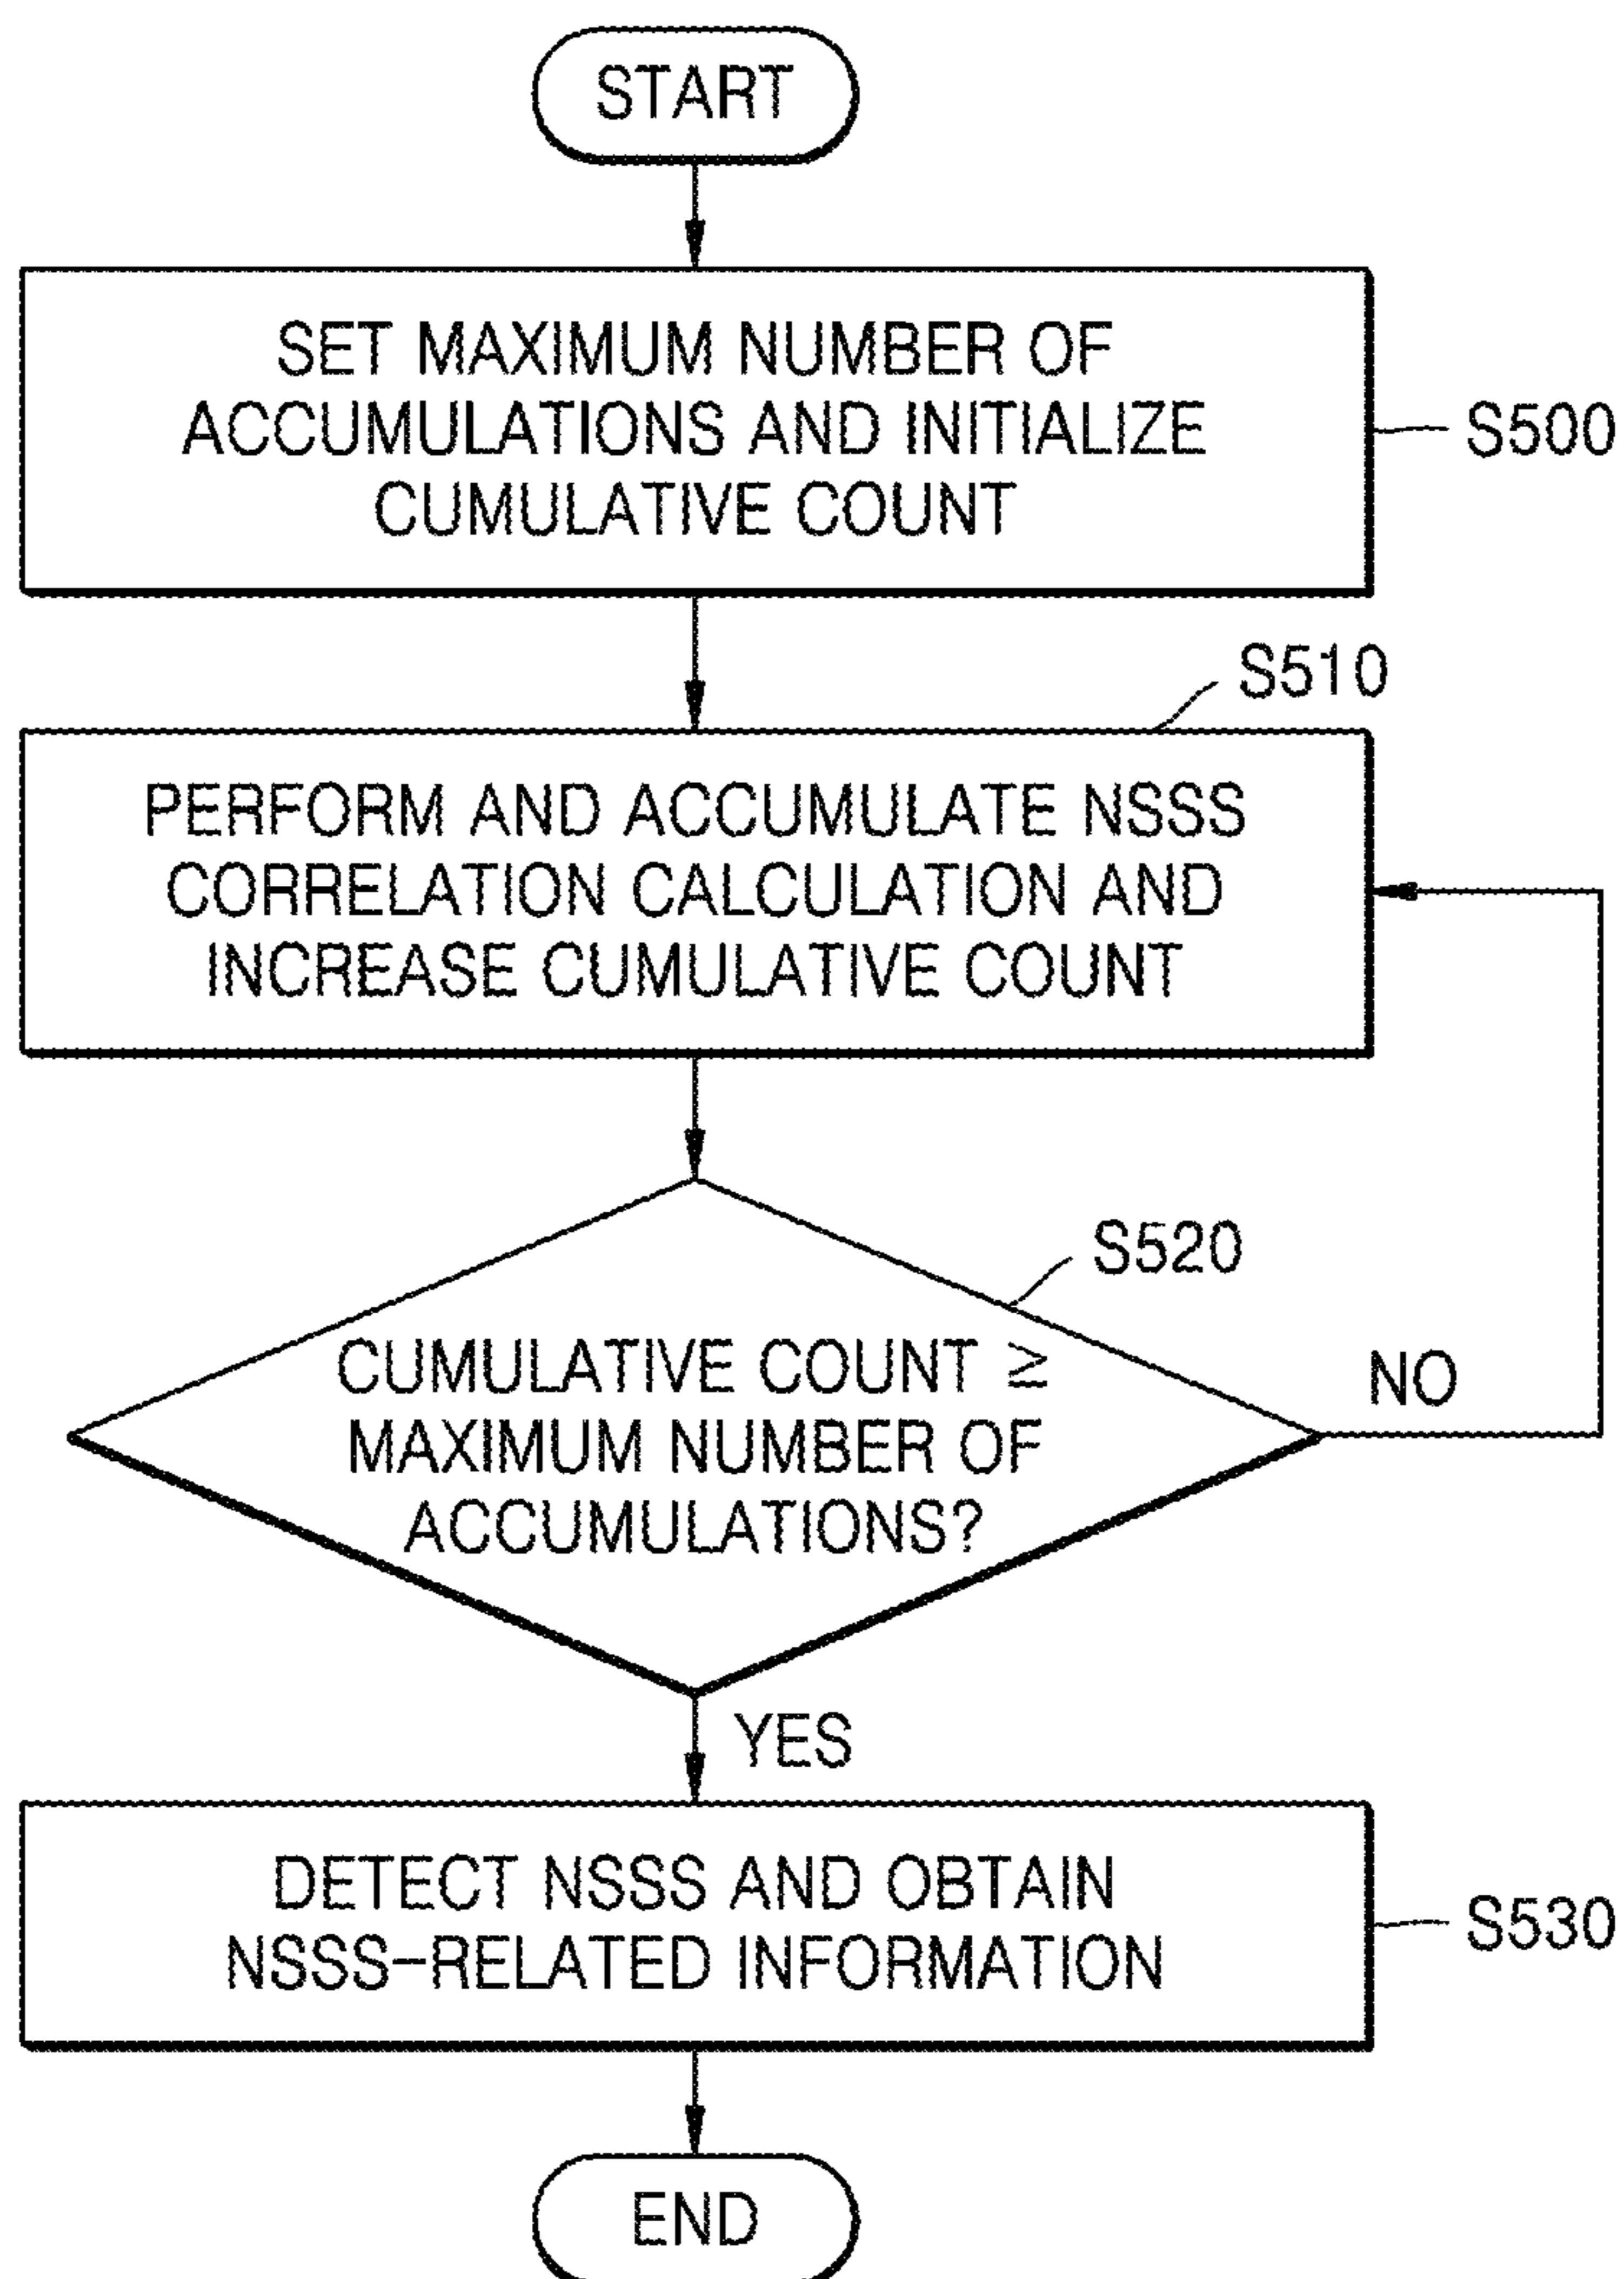 START
SET MAXIMUM NUMBER OF
ACCUMULATIONS AND INITIALIZE
CUMULATIVE COUNT
S500
S510
PERFORM AND ACCUMULATE NSSS
CORRELATION CALCULATION AND
INCREASE CUMULATIVE COUNT
S520
CUMULATIVE COUNT ≥
MAXIMUM NUMBER OF
ACCUMULATIONS?
NO
YES
DETECT NSSS AND OBTAIN
NSSS-RELATED INFORMATION
S530
END